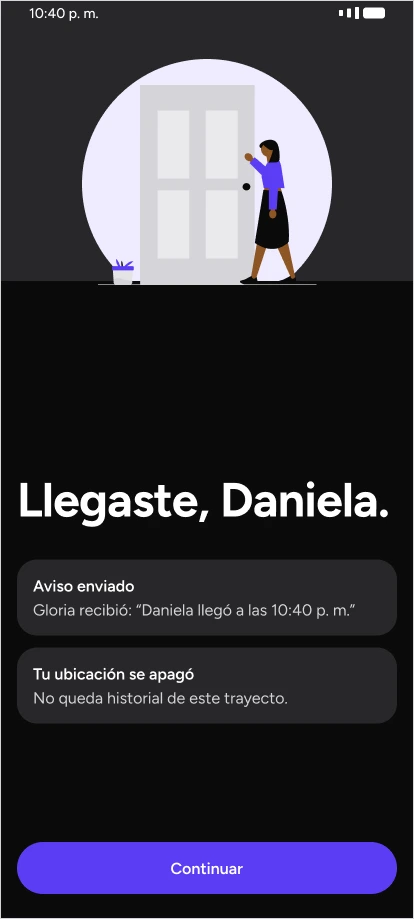 10:40 p. m.
Llegaste, Daniela.
Aviso enviado
Gloria recibió: “Daniela llegó a las 10:40 p. m.”
Tu ubicación se apagó
No queda historial de este trayecto.
Continuar